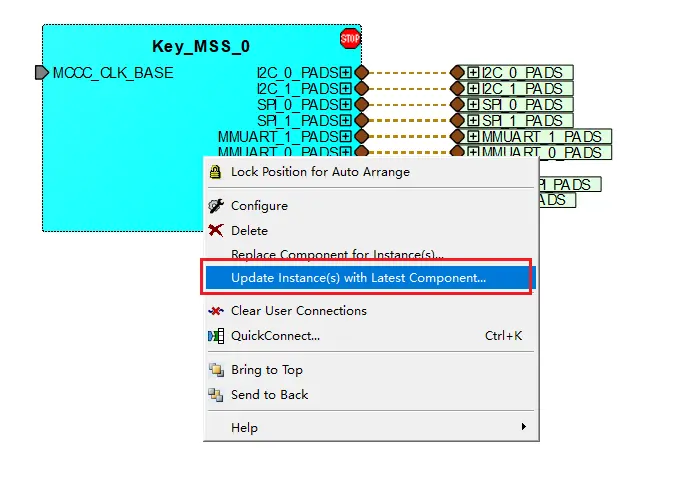 Key_MSS_0
STOP
MCCC_CLK_BASE
I2C_0_PADS
I2C_0_PADS
I2C_1_PADS
I2C_1_PADS
SPI_0_PADS
SPI_0_PADS
SPI_1_PADS
SPI_1_PADS
MMUART_1_PADS
MMUART_1_PADS
MMUART_0_PADS
MMUART_0_PADS
PI_PADS
ADS
Lock Position for Auto Arrange
Configure
Delete
Replace Component for Instance(s)...
Update Instance(s) with Latest Component...
Clear User Connections
QuickConnect... Ctrl+K
Bring to Top
Send to Back
Help